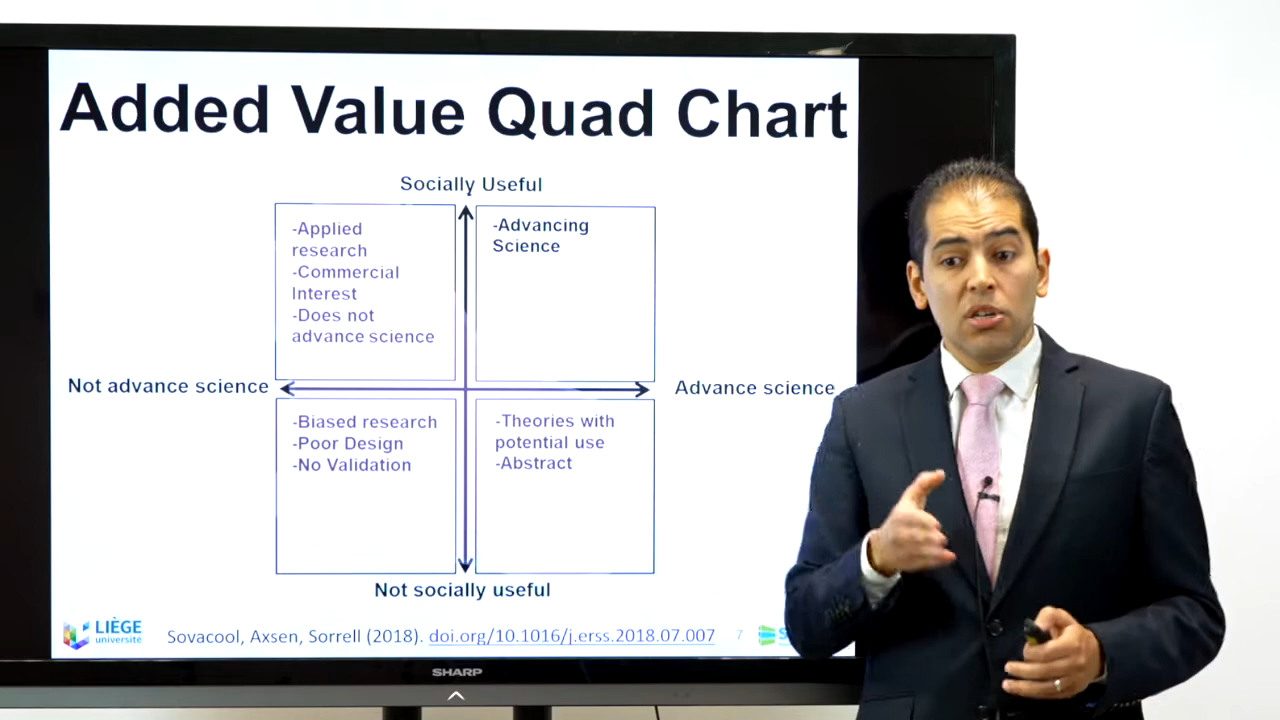 Added Value Quad Chart
Socially Useful
-Applied
research
-Commercial
Interest
-Does not
advance science
-Advancing
Science
Not advance science
Advance science
-Biased research
-Poor Design
-No Validation
-Theories with
potential use
-Abstract
Not socially useful
LIÈGE
université
Sovacool, Axsen, Sorrell (2018). doi.org/10.1016/j.erss.2018.07.007
7
SHARP